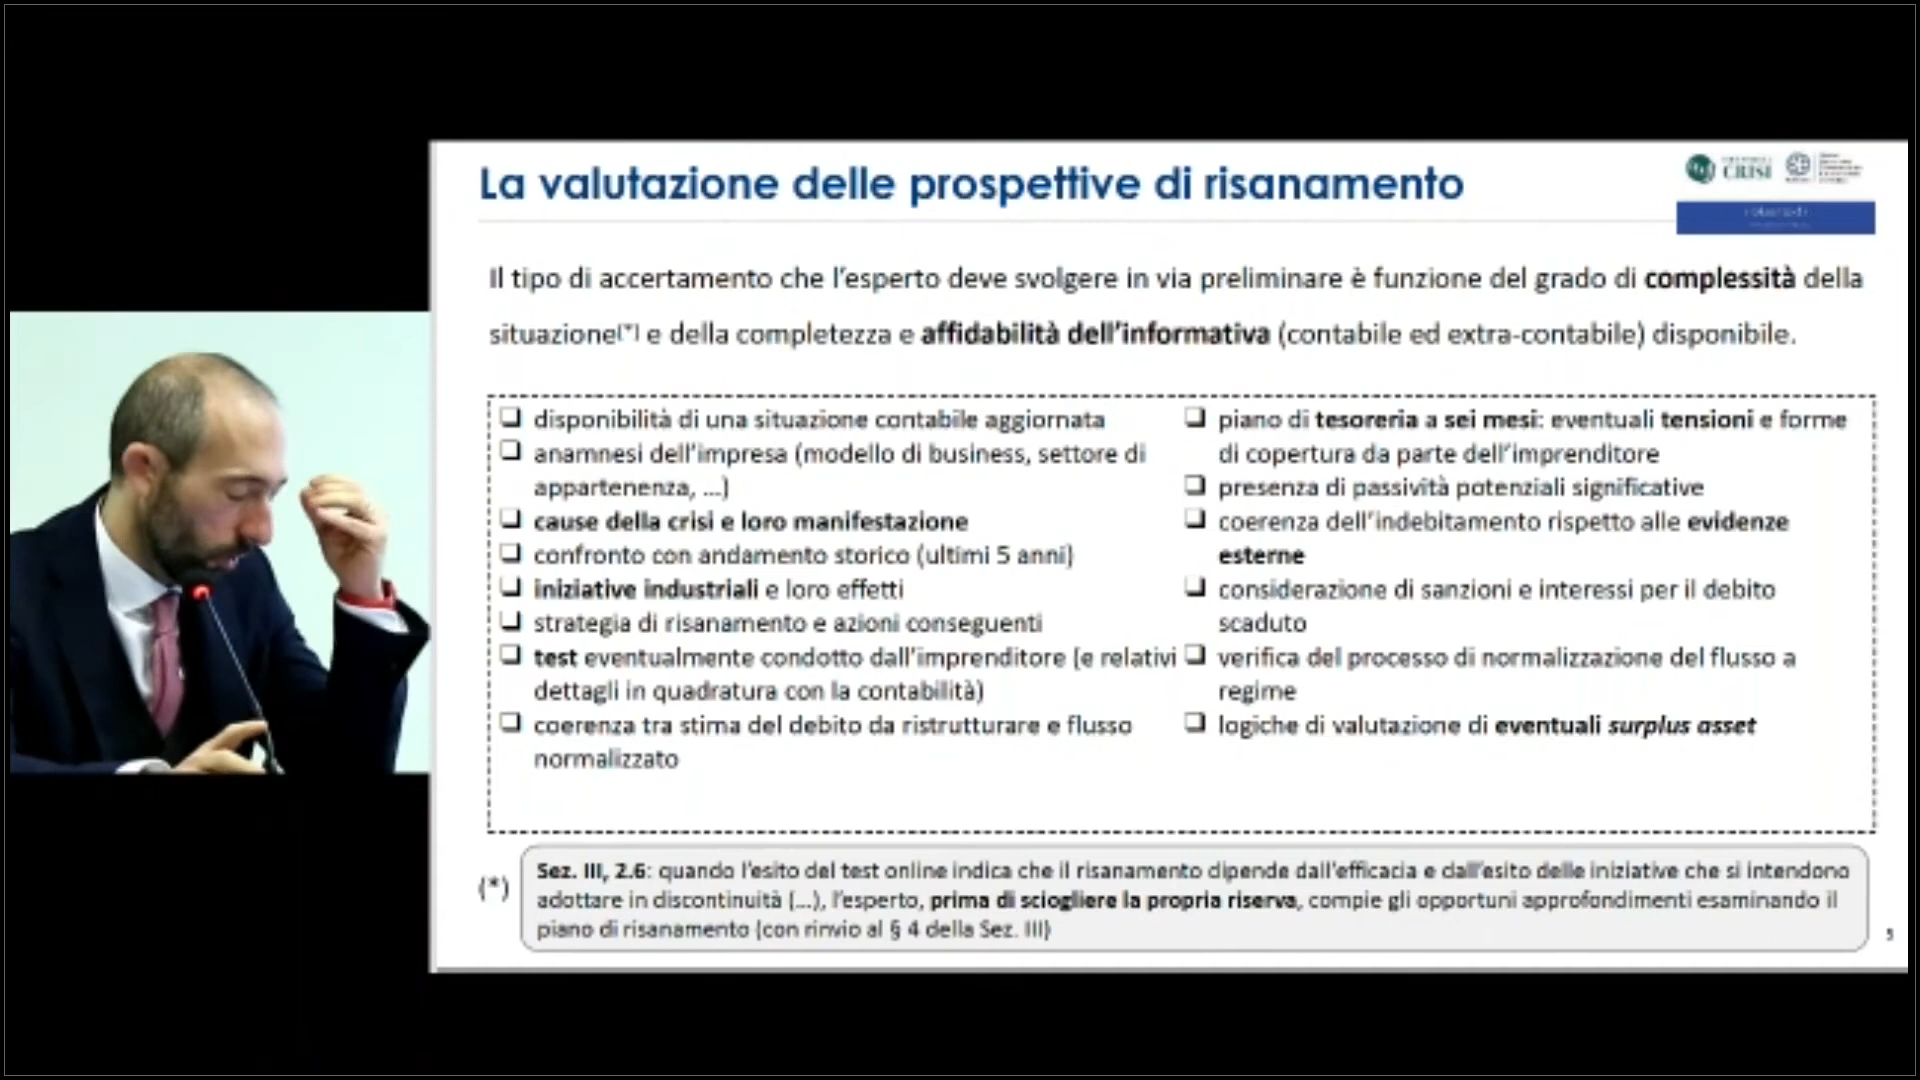 La valutazione delle prospettive di risanamento
CRISI
Il tipo di accertamento che l'esperto deve svolgere in via preliminare è funzione del grado di complessità della
situazione(*) e della completezza e affidabilità dell'informativa (contabile ed extra-contabile) disponibile.
❑ disponibilità di una situazione contabile aggiornata
❑ anamnesi dell'impresa (modello di business, settore di
appartenenza, ...)
❑ cause della crisi e loro manifestazione
❑ confronto con andamento storico (ultimi 5 anni)
❑ iniziative industriali e loro effetti
❑ strategia di risanamento e azioni conseguenti
❑ test eventualmente condotto dall'imprenditore (e relativi
dettagli in quadratura con la contabilità)
❑ coerenza tra stima del debito da ristrutturare e flusso
normalizzato
❑ piano di tesoreria a sei mesi: eventuali tensioni e forme
di copertura da parte dell'imprenditore
❑ presenza di passività potenziali significative
❑ coerenza dell'indebitamento rispetto alle evidenze
esterne
❑ considerazione di sanzioni e interessi per il debito
scaduto
❑ verifica del processo di normalizzazione del flusso a
regime
❑ logiche di valutazione di eventuali surplus asset
(*)
Sez. III, 2.6: quando l'esito del test online indica che il risanamento dipende dall'efficacia e dall'esito delle iniziative che si intendono
adottare in discontinuità (...), l'esperto, prima di sciogliere la propria riserva, compie gli opportuni approfondimenti esaminando il
piano di risanamento (con rinvio al § 4 della Sez. III)